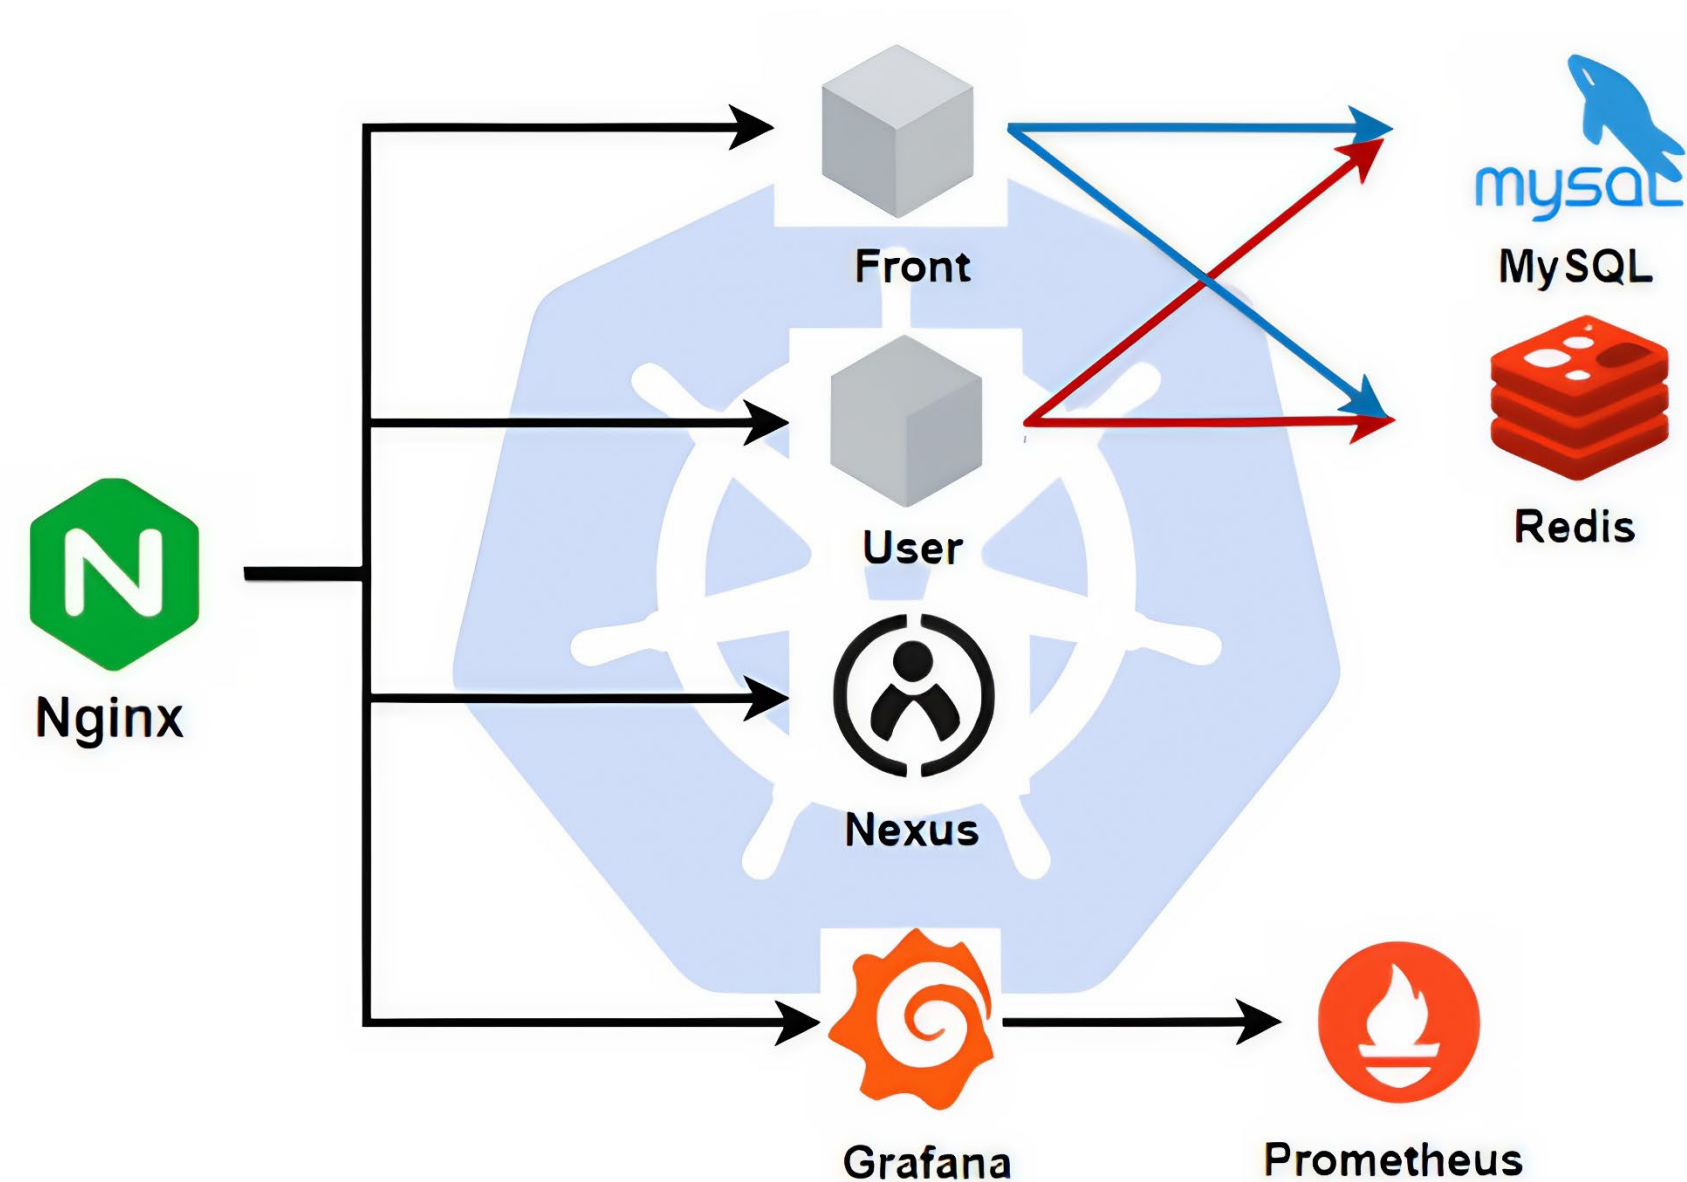 Front
mysql
MySQL
User
Redis
N
Nginx
Nexus
Grafana
Prometheus